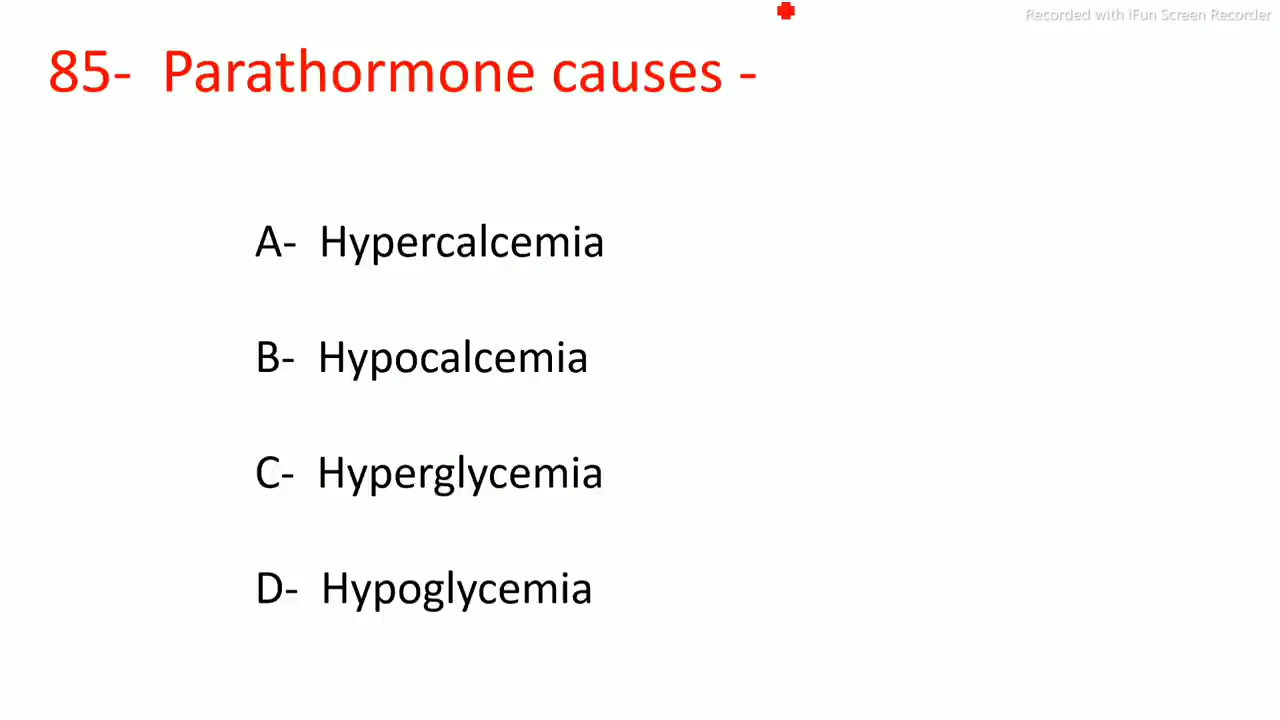 Recorded with iFun Screen Recorder
85- Parathormone causes -
A- Hypercalcemia
B- Hypocalcemia
C- Hyperglycemia
D- Hypoglycemia